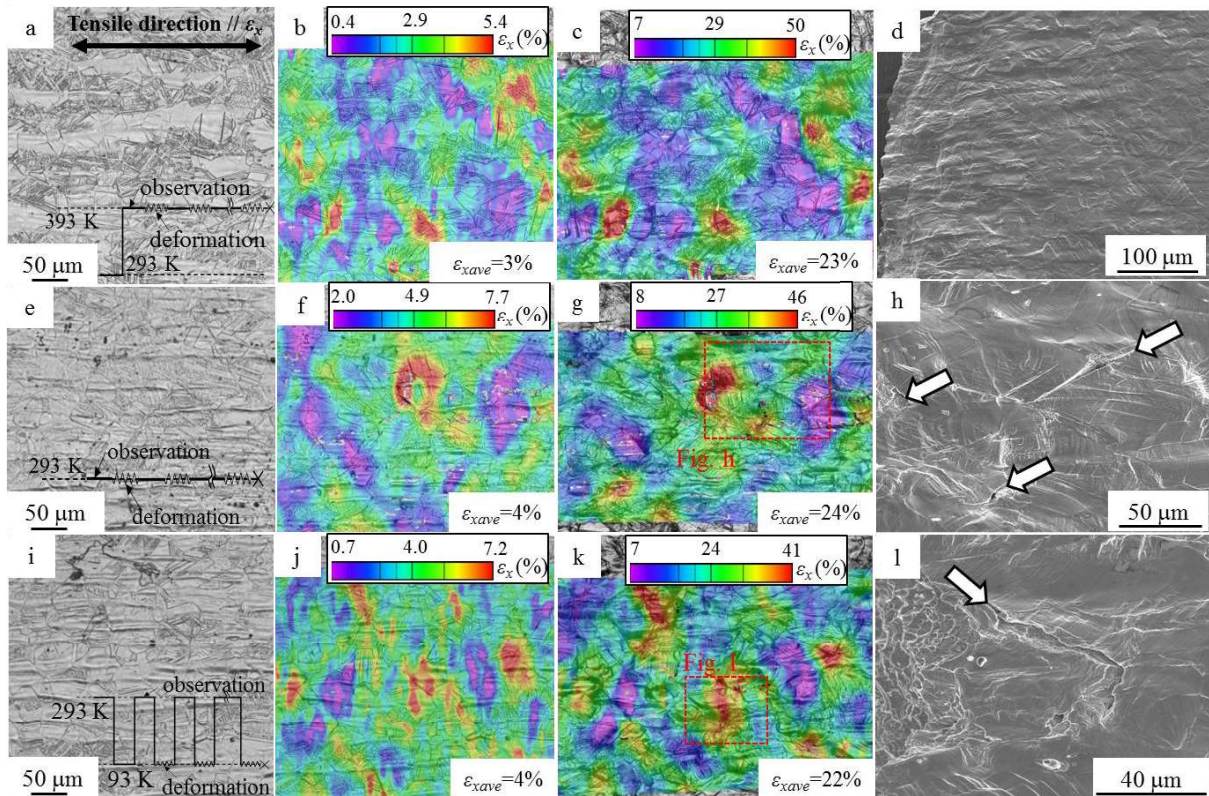 a
Tensile direction // εx
observation
393 K
deformation
293 K
50 μm
b
0.4 2.9 5.4
εx(%)
εxave=3%
c
7 29 50
εx(%)
εxave=23%
d
100 μm
e
observation
293 K
deformation
50 μm
f
2.0 4.9 7.7
εx(%)
εxave=4%
g
8 27 46
εx(%)
Fig. h
εxave=24%
h
50 μm
i
observation
293 K
93 K
deformation
50 μm
j
0.7 4.0 7.2
εx(%)
εxave=4%
k
7 24 41
εx(%)
Fig. l
εxave=22%
l
40 μm